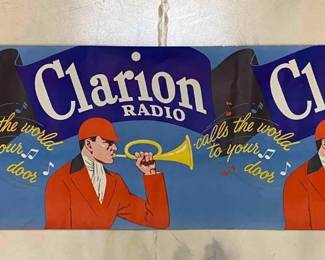 the world
your
door
Clarion
RADIO
calls the world
to your
door
Cl